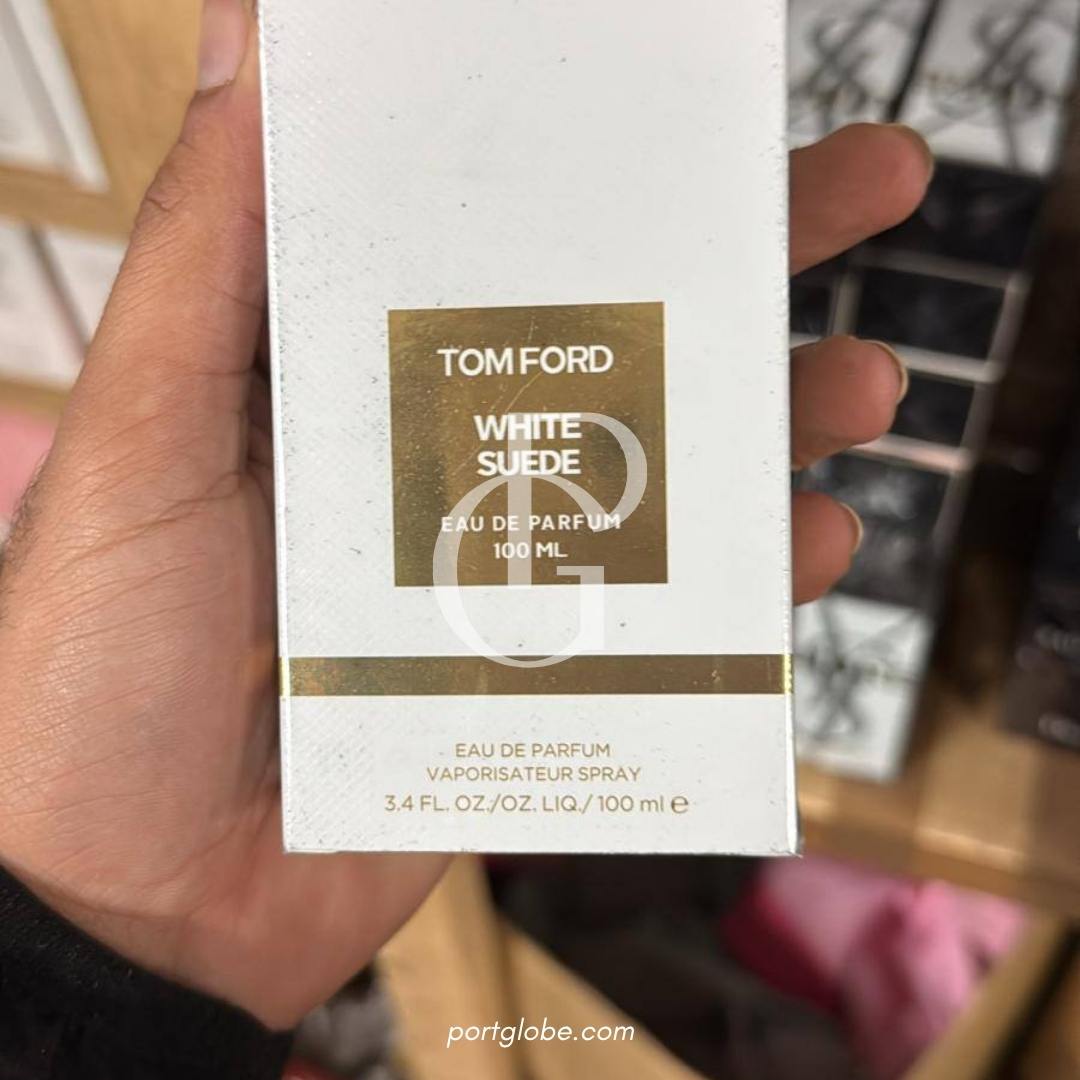 TOM FORD
WHITE
SUEDE
EAU DE PARFUM
100 ML
EAU DE PARFUM
VAPORISATEUR SPRAY
3.4 FL. OZ./OZ. LIQ./ 100 ml ℮
portglobe.com